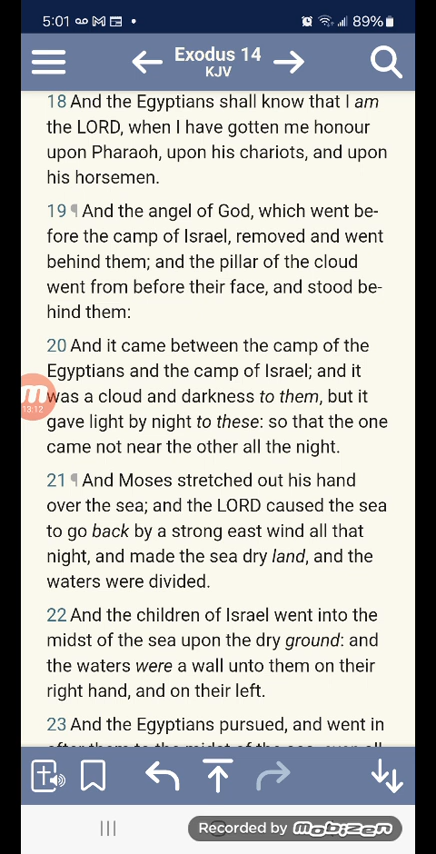 5:01
89%
Exodus 14
KJV
18 And the Egyptians shall know that I am
the LORD, when I have gotten me honour
upon Pharaoh, upon his chariots, and upon
his horsemen.
19 ¶ And the angel of God, which went be-
fore the camp of Israel, removed and went
behind them; and the pillar of the cloud
went from before their face, and stood be-
hind them:
20 And it came between the camp of the
Egyptians and the camp of Israel; and it
was a cloud and darkness to them, but it
gave light by night to these: so that the one
came not near the other all the night.
m
13:12
21 ¶ And Moses stretched out his hand
over the sea; and the LORD caused the sea
to go back by a strong east wind all that
night, and made the sea dry land, and the
waters were divided.
22 And the children of Israel went into the
midst of the sea upon the dry ground: and
the waters were a wall unto them on their
right hand, and on their left.
23 And the Egyptians pursued, and went in
Recorded by mobizen